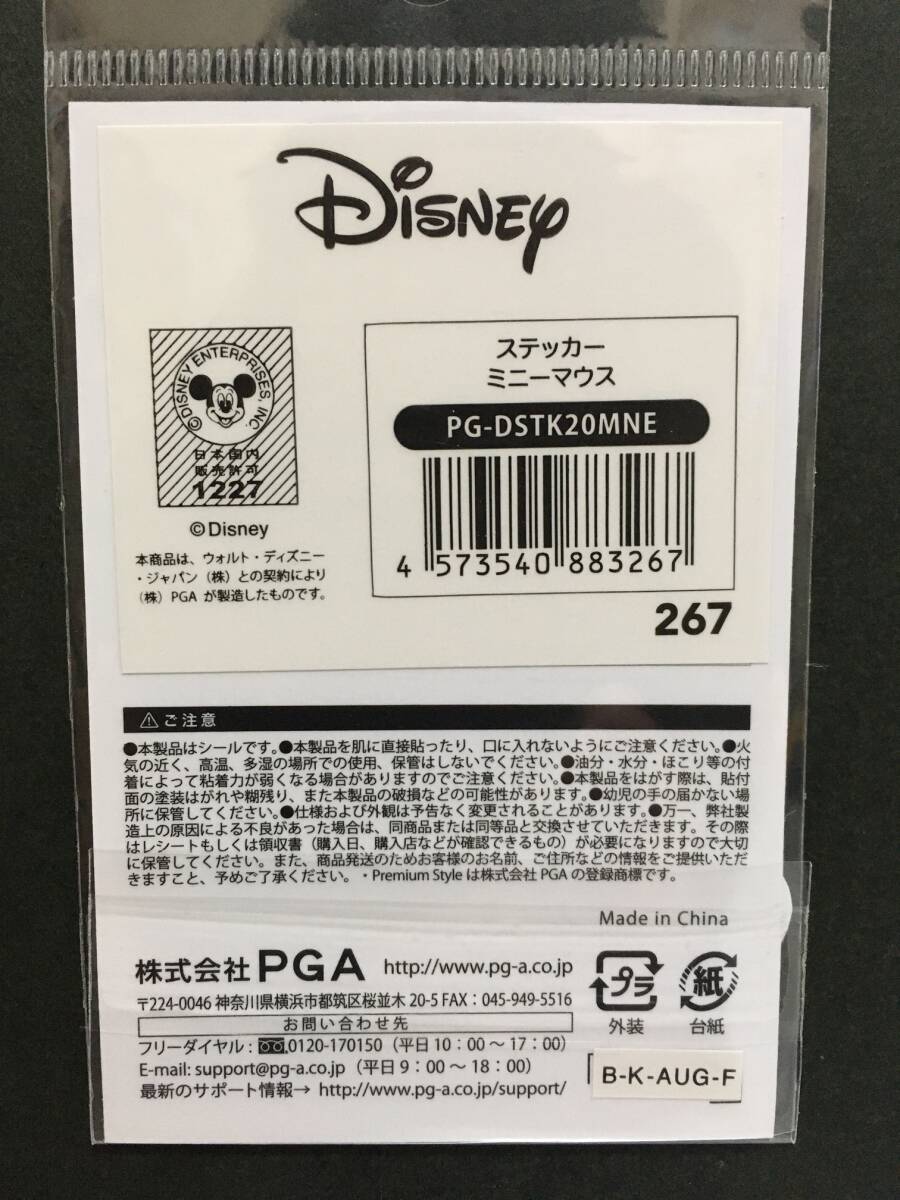 Disney
© DISNEY ENTERPRISES, INC.
日本国内
販売許可
1227
©Disney
本商品は、ウォルト・ディズニー
・ジャパン（株）との契約により
（株）PGA が製造したものです。
ステッカー
ミニーマウス
PG-DSTK20MNE
4 573540 883267
267
⚠ご注意
●本製品はシールです。●本製品を肌に直接貼ったり、口に入れないようにご注意ください。●火
気の近く、高温、多湿の場所での使用、保管はしないでください。●油分・水分・ほこり等の付
着によって粘着力が弱くなる場合がありますのでご注意ください。●本製品をはがす際は、貼付
面の塗装はがれや糊残り、また本製品の破損などの可能性があります。●幼児の手の届かない場
所に保管してください。●仕様および外観は予告なく変更されることがあります。●万一、弊社製
造上の原因による不良があった場合は、同商品または同等品と交換させていただきます。その際
はレシートもしくは領収書（購入日、購入店などが確認できるもの）が必要になりますので大切
に保管してください。また、商品発送のためお客様のお名前、ご住所などの情報をご提供いただ
きますこと、予めご了承ください。・Premium Style は株式会社 PGA の登録商標です。
Made in China
株式会社 PGA http://www.pg-a.co.jp
〒224-0046 神奈川県横浜市都筑区桜並木 20-5 FAX : 045-949-5516
お問い合わせ先
フリーダイヤル : 0120-170150（平日 10：00 ～ 17：00）
E-mail: support@pg-a.co.jp（平日 9：00 ～ 18：00）
最新のサポート情報→ http://www.pg-a.co.jp/support/
プラ
外装
紙
台紙
B-K-AUG-F